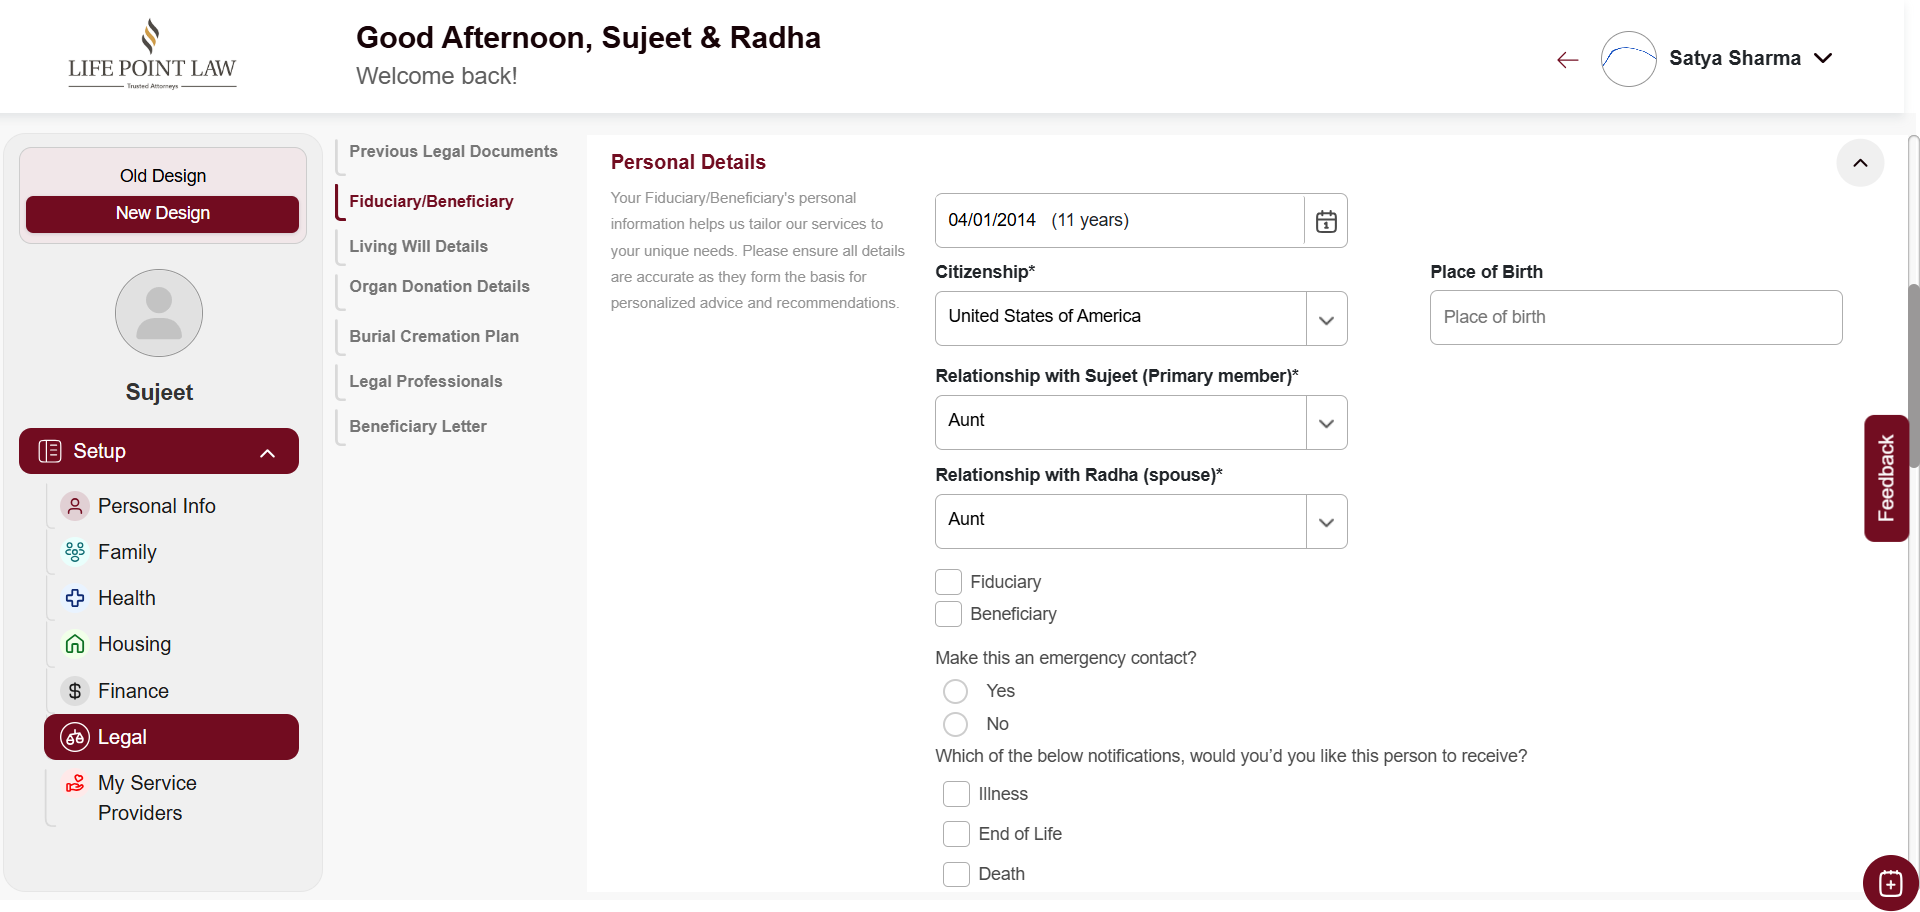 LIFE POINT LAW
Trusted Attorneys
Good Afternoon, Sujeet & Radha
Welcome back!
Satya Sharma
Old Design
New Design
Sujeet
Setup
Personal Info
Family
Health
Housing
Finance
Legal
My Service
Providers
Previous Legal Documents
Fiduciary/Beneficiary
Living Will Details
Organ Donation Details
Burial Cremation Plan
Legal Professionals
Beneficiary Letter
Personal Details
Your Fiduciary/Beneficiary's personal
information helps us tailor our services to
your unique needs. Please ensure all details
are accurate as they form the basis for
personalized advice and recommendations.
04/01/2014 (11 years)
Citizenship*
United States of America
Place of Birth
Place of birth
Relationship with Sujeet (Primary member)*
Aunt
Relationship with Radha (spouse)*
Aunt
Fiduciary
Beneficiary
Make this an emergency contact?
Yes
No
Which of the below notifications, would you’d you like this person to receive?
Illness
End of Life
Death
Feedback